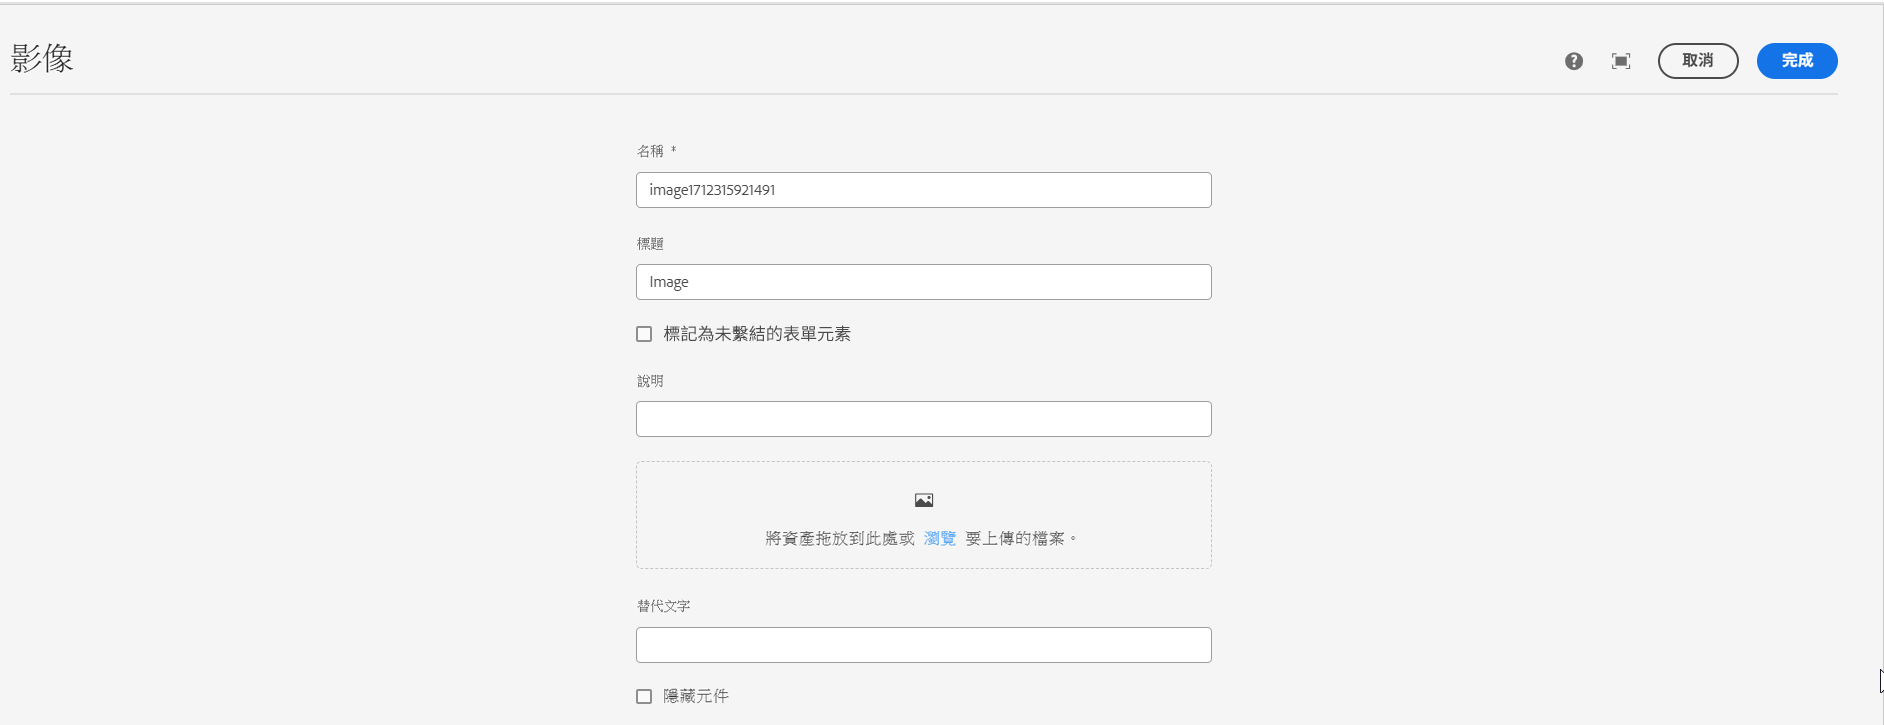 影像
取消
完成
名稱 *
image1712315921491
標題
Image
標記為未繫結的表單元素
說明
將資產拖放到此處或 瀏覽 要上傳的檔案。
替代文字
隱藏元件